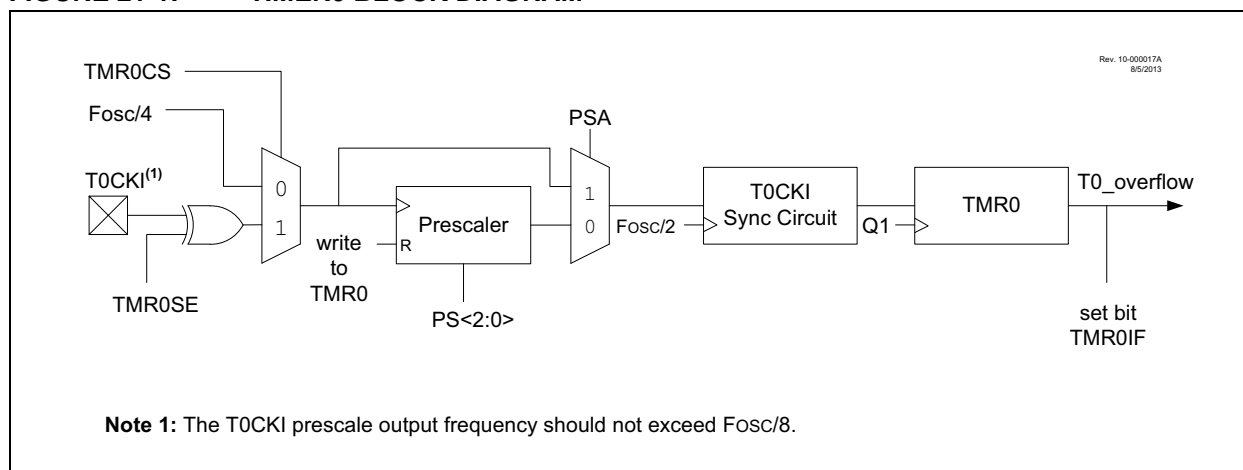 Rev. 10-000017A
8/5/2013
TMR0CS
Fosc/4
PSA
T0CKI(1)
0
1
1
0
T0CKI
Sync Circuit
TMR0
T0_overflow
Prescaler
R
FOSC/2
Q1
write
to
TMR0
TMR0SE
PS<2:0>
set bit
TMR0IF
Note 1: The T0CKI prescale output frequency should not exceed FOSC/8.